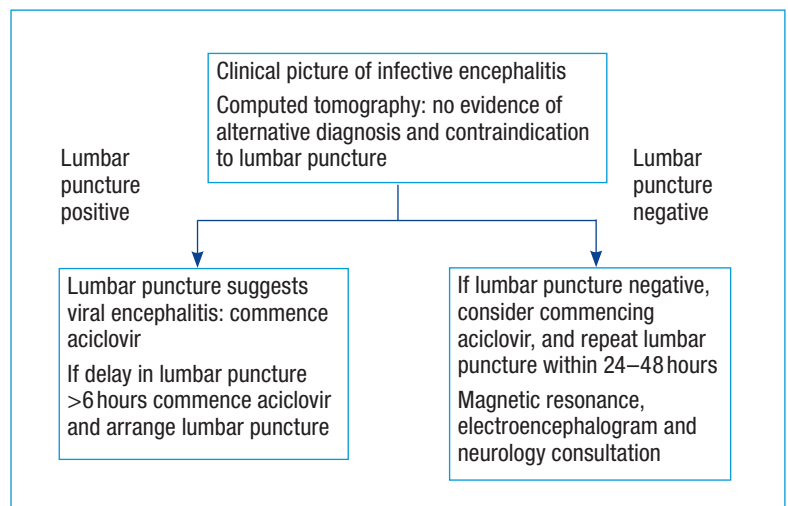 Clinical picture of infective encephalitis
Computed tomography: no evidence of
alternative diagnosis and contraindication
to lumbar puncture
Lumbar
puncture
positive
Lumbar
puncture
negative
Lumbar puncture suggests
viral encephalitis: commence
aciclovir
If delay in lumbar puncture
>6 hours commence aciclovir
and arrange lumbar puncture
If lumbar puncture negative,
consider commencing
aciclovir, and repeat lumbar
puncture within 24–48 hours
Magnetic resonance,
electroencephalogram and
neurology consultation